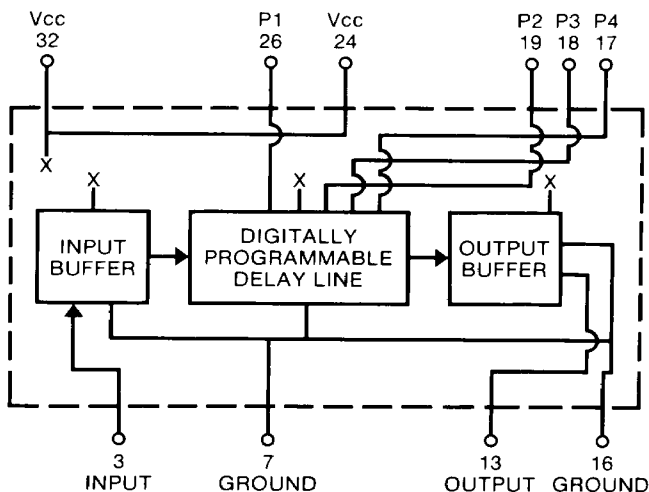 Vcc P1 Vcc P2 P3 P4
32 26 24 19 18 17
X
X X X
INPUT BUFFER
DIGITALLY PROGRAMMABLE DELAY LINE
OUTPUT BUFFER
3 7 13 16
INPUT GROUND OUTPUT GROUND